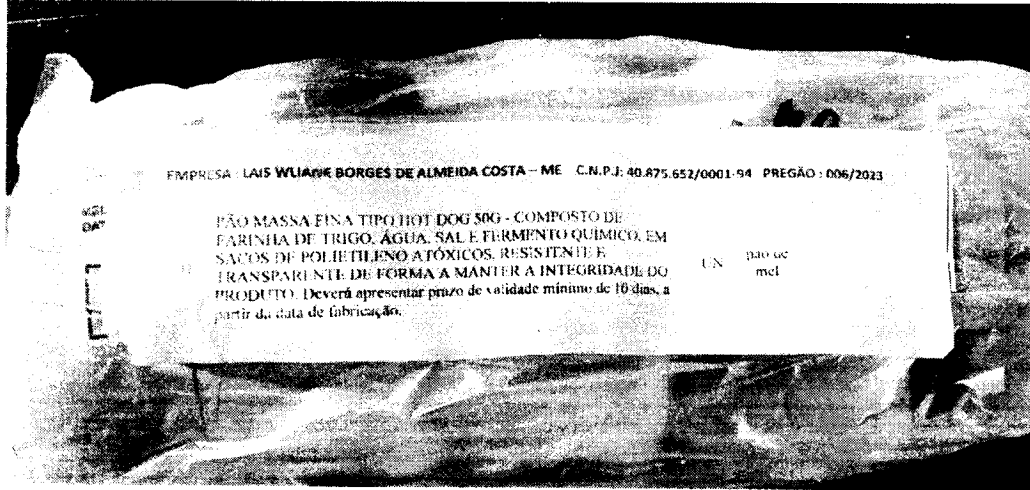 EMPRESA : LAIS WLIANE BORGES DE ALMEIDA COSTA – ME C.N.P.J: 40.875.652/0001-94 PREGÃO : 006/2023
PÃO MASSA FINA TIPO HOT DOG 50G - COMPOSTO DE
FARINHA DE TRIGO, ÁGUA, SAL E FERMENTO QUÍMICO, EM
SACOS DE POLIETILENO ATÓXICOS, RESISTENTE E
TRANSPARENTE DE FORMA A MANTER A INTEGRIDADE DO
PRODUTO. Deverá apresentar prazo de validade mínimo de 10 dias, a
partir da data de fabricação.
UN
pão de
mel